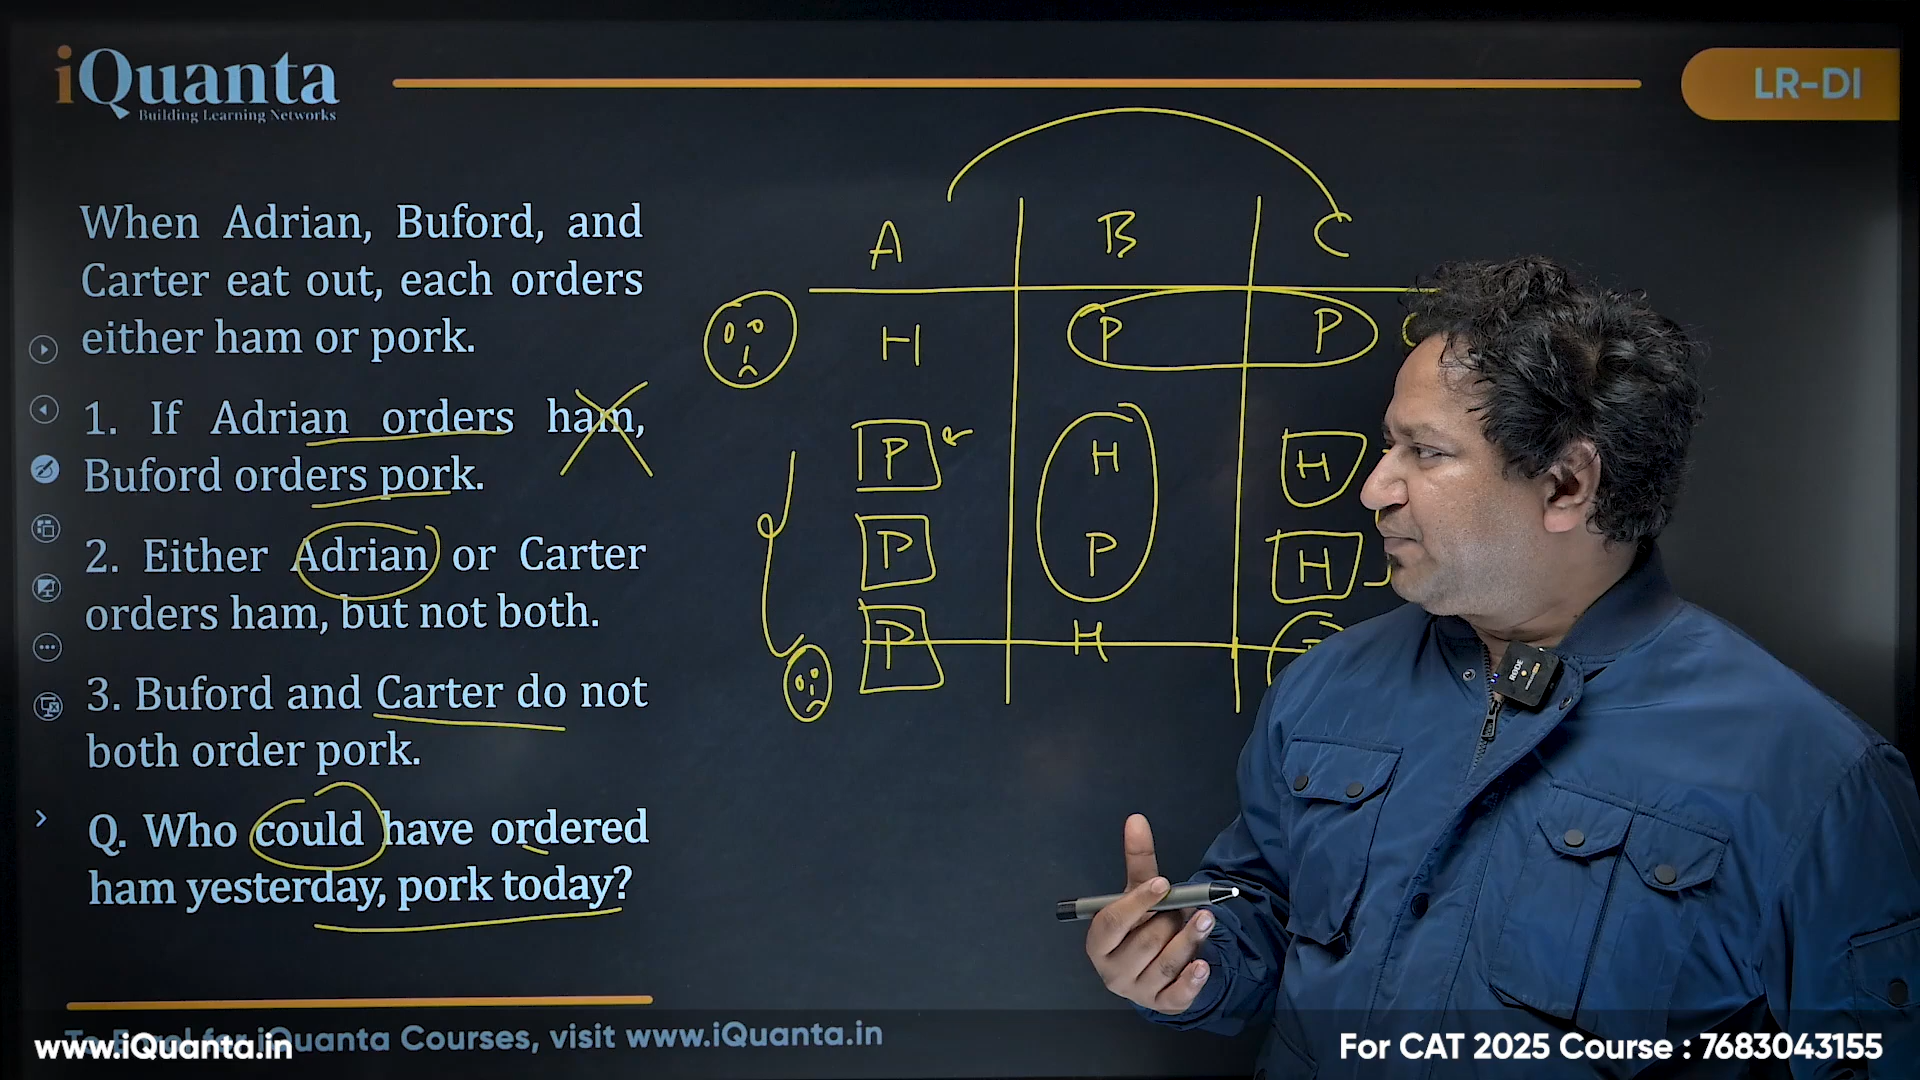 iQuanta
Building Learning Networks
LR-DI
When Adrian, Buford, and
Carter eat out, each orders
either ham or pork.
1. If Adrian orders ham,
Buford orders pork.
2. Either Adrian or Carter
orders ham, but not both.
3. Buford and Carter do not
both order pork.
Q. Who could have ordered
ham yesterday, pork today?
A B C
H P P
P H H
P P H
P H
RODE
iQuanta Courses, visit www.iQuanta.in
www.iQuanta.in
For CAT 2025 Course : 7683043155